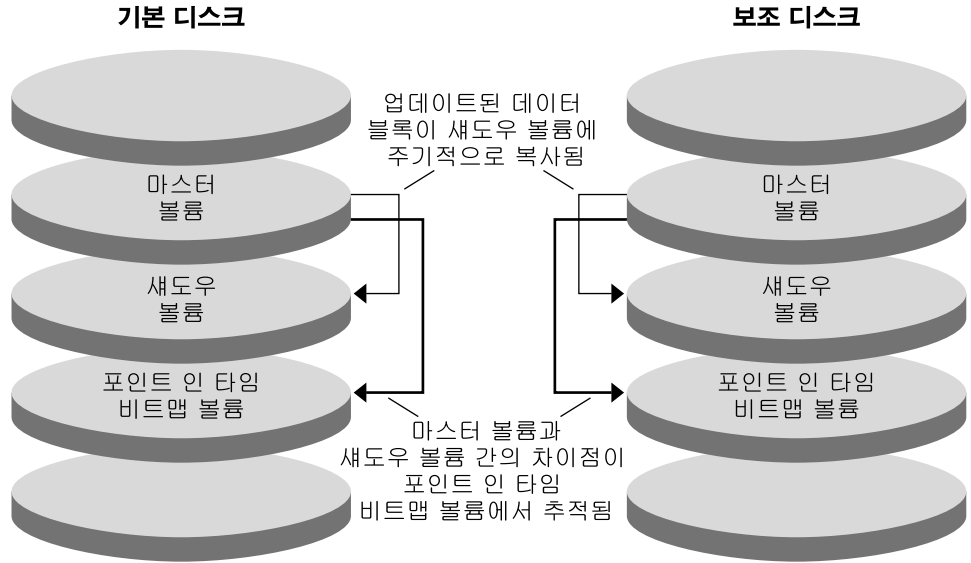 기본 디스크
보조 디스크
업데이트된 데이터
블록이 섀도우 볼륨에
주기적으로 복사됨
마스터
볼륨
마스터
볼륨
섀도우
볼륨
섀도우
볼륨
포인트 인 타임
비트맵 볼륨
포인트 인 타임
비트맵 볼륨
마스터 볼륨과
섀도우 볼륨 간의 차이점이
포인트 인 타임
비트맵 볼륨에서 추적됨